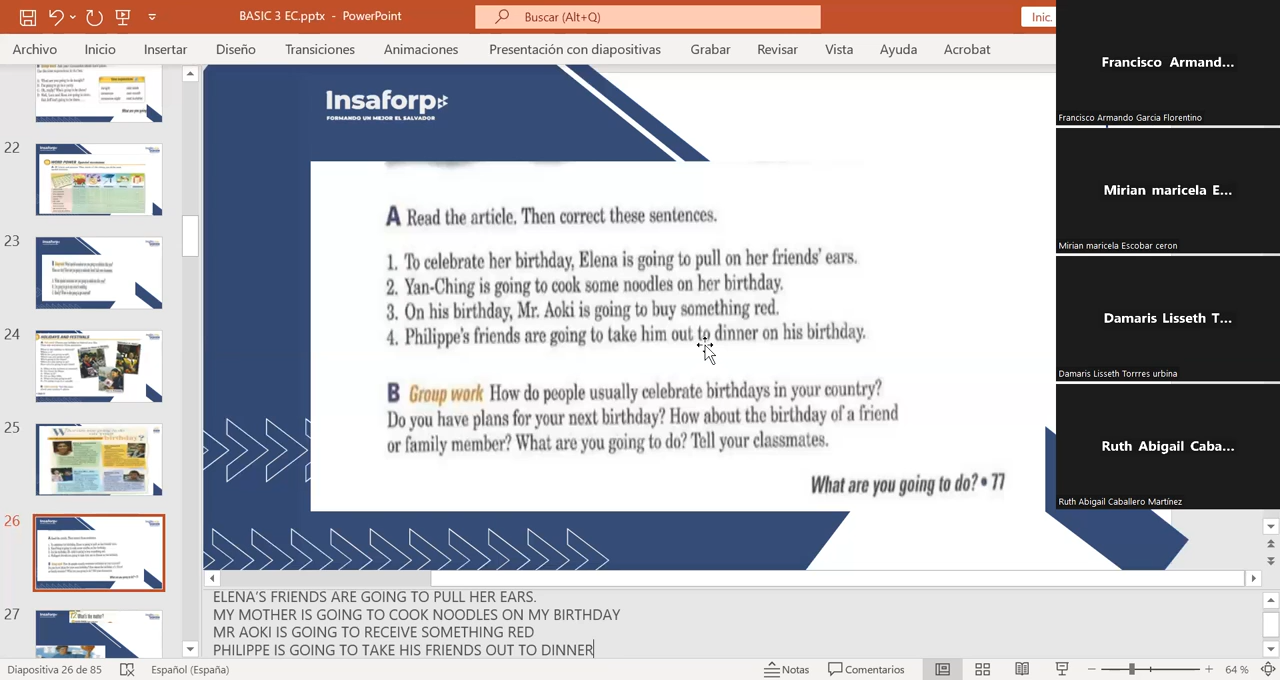 BASIC 3 EC.pptx - PowerPoint
Buscar (Alt+Q)
Inic.
Archivo Inicio Insertar Diseño Transiciones Animaciones Presentación con diapositivas Grabar Revisar Vista Ayuda Acrobat
22
23
24
25
26
27
Insaforp
FORMANDO UN MEJOR EL SALVADOR
A Read the article. Then correct these sentences.
1. To celebrate her birthday, Elena is going to pull on her friends' ears.
2. Yan-Ching is going to cook some noodles on her birthday.
3. On his birthday, Mr. Aoki is going to buy something red.
4. Philippe's friends are going to take him out to dinner on his birthday.
B Group work How do people usually celebrate birthdays in your country?
Do you have plans for your next birthday? How about the birthday of a friend
or family member? What are you going to do? Tell your classmates.
What are you going to do? • 77
ELENA'S FRIENDS ARE GOING TO PULL HER EARS.
MY MOTHER IS GOING TO COOK NOODLES ON MY BIRTHDAY
MR AOKI IS GOING TO RECEIVE SOMETHING RED
PHILIPPE IS GOING TO TAKE HIS FRIENDS OUT TO DINNER
Francisco Armand...
Francisco Armando Garcia Florentino
Mirian maricela E...
Mirian maricela Escobar ceron
Damaris Lisseth T...
Damaris Lisseth Torrres urbina
Ruth Abigail Caba...
Ruth Abigail Caballero Martínez
Diapositiva 26 de 85 Español (España) Notas Comentarios 64 %